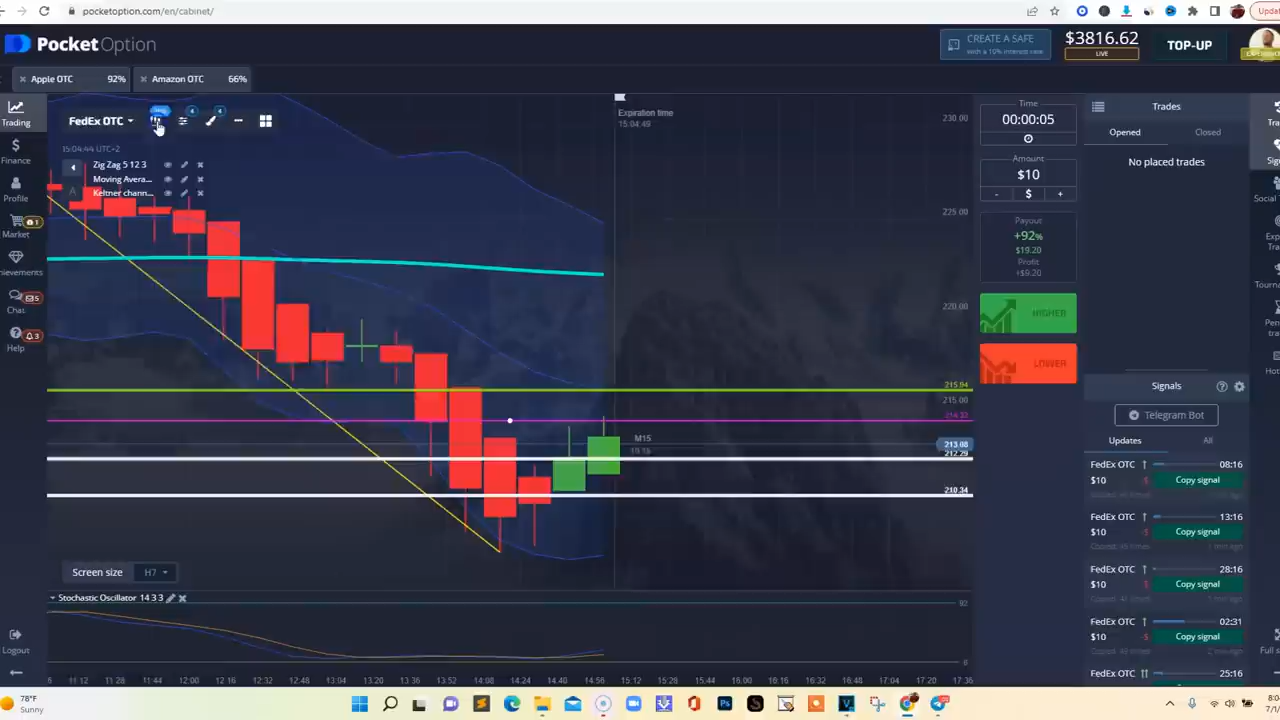 pocketoption.com/en/cabinet/
PocketOption
CREATE A SAFE
with a 10% interest rate
$3816.62
LIVE
TOP-UP
Apple OTC 92%
Amazon OTC 66%
Trading
Finance
Profile
Market
Chat
Help
Logout
FedEx OTC
15:04:44 UTC+2
Zig Zag 5 12 3
Moving Avera...
Keltner chann...
Expiration time
15:04:49
230.00
225.00
220.00
215.94
215.00
213.08
212.29
210.34
M15
Screen size H7
Stochastic Oscillator 14 3 3
92
6
11:12 11:28 11:44 12:00 12:16 12:32 12:48 13:04 13:20 13:36 13:52 14:08 14:24 14:40 14:56 15:12 15:28 15:44 16:00 16:16 16:32 16:48 17:04 17:20 17:36
Time
00:00:05
Amount
$10
- $ +
Payout
+92%
$19.20
Profit
+$9.20
HIGHER
LOWER
Trades
Opened Closed
No placed trades
Signals
Telegram Bot
Updates All
FedEx OTC 08:16
$10 Copy signal
FedEx OTC 13:16
$10 Copy signal
FedEx OTC 28:16
$10 Copy signal
FedEx OTC 02:31
$10 Copy signal
FedEx OTC 25:16
78°F
Sunny